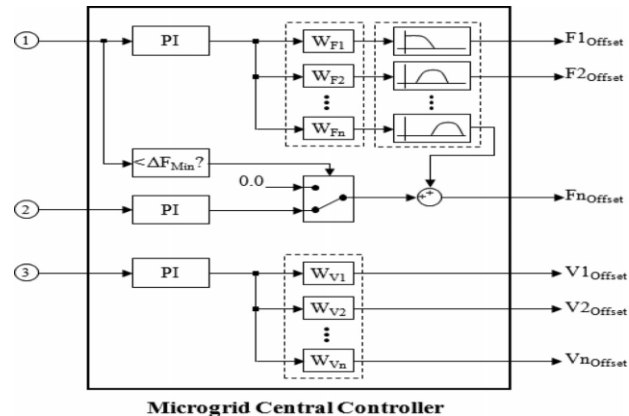 1
PI
W_F1
F1_Offset
W_F2
F2_Offset
W_Fn
< ΔF_Min?
0.0
2
PI
+
+
Fn_Offset
3
PI
W_V1
V1_Offset
W_V2
V2_Offset
W_Vn
Vn_Offset
Microgrid Central Controller